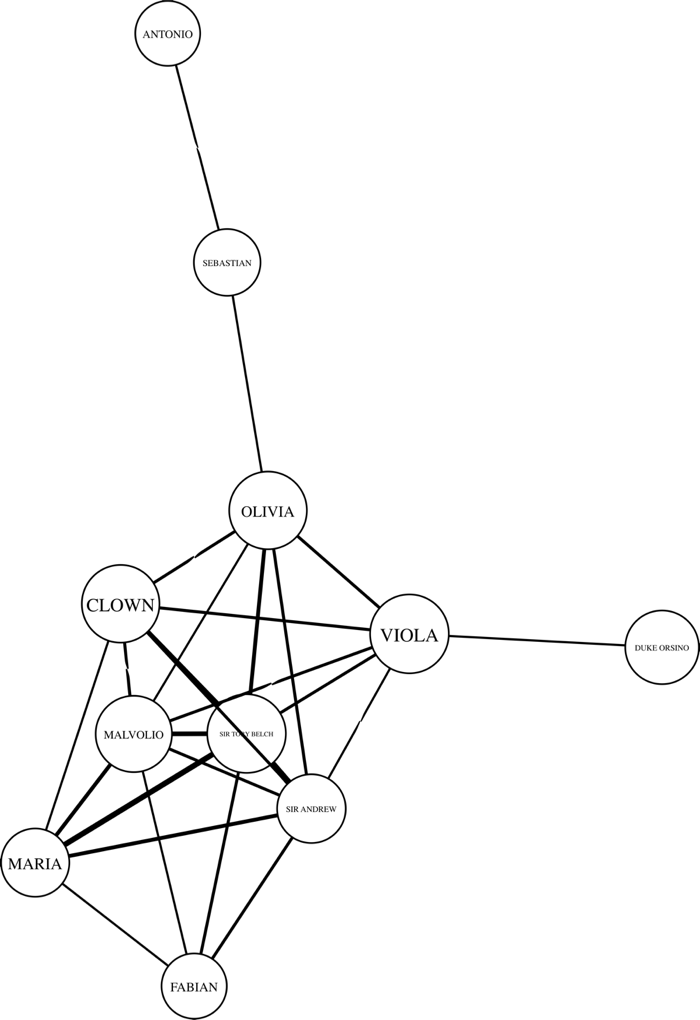 ANTONIO
SEBASTIAN
OLIVIA
CLOWN
VIOLA
DUKE ORSINO
MALVOLIO
SIR TOBY BELCH
SIR ANDREW
MARIA
FABIAN